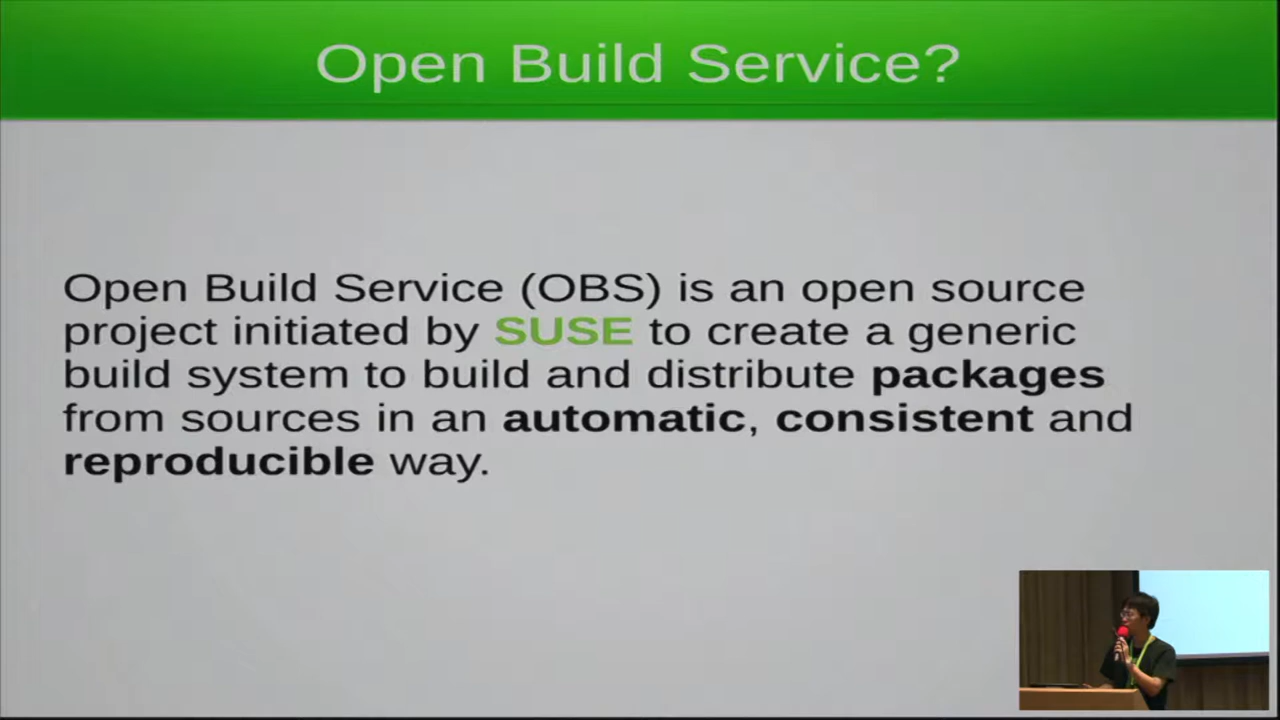 Open Build Service?
Open Build Service (OBS) is an open source
project initiated by SUSE to create a generic
build system to build and distribute packages
from sources in an automatic, consistent and
reproducible way.